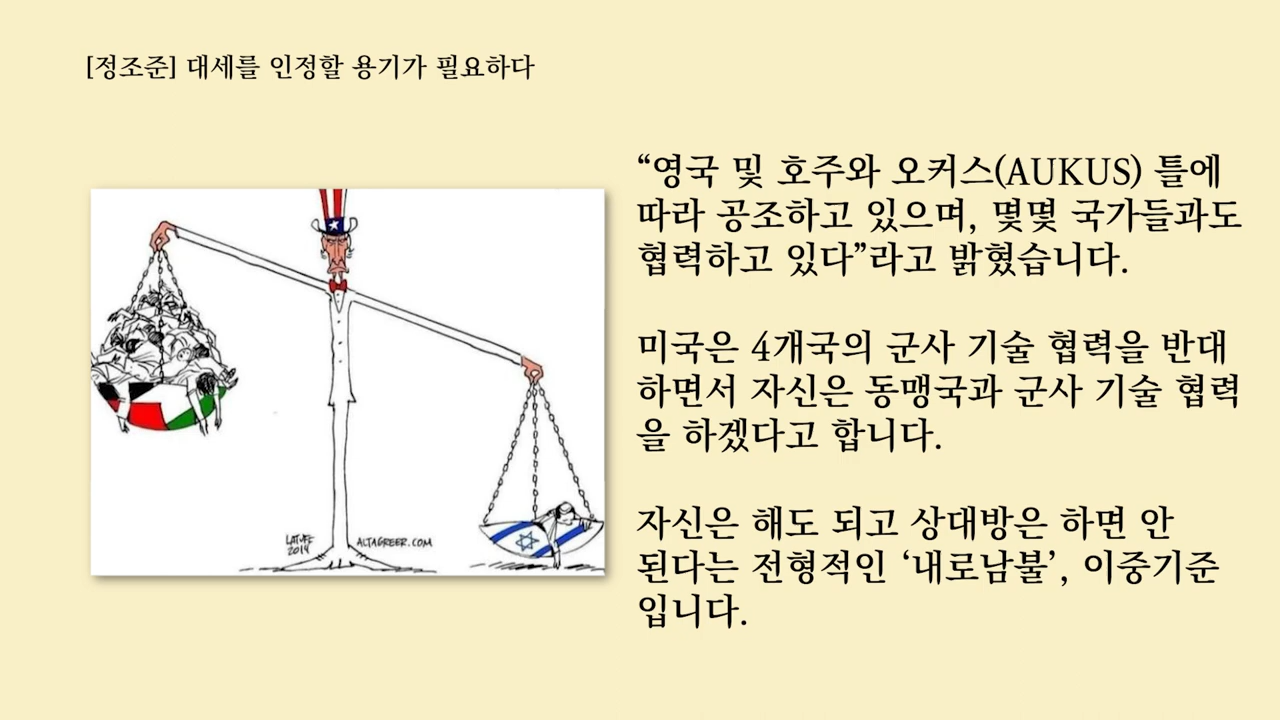 [정조준] 대세를 인정할 용기가 필요하다
“영국 및 호주와 오커스(AUKUS) 틀에
따라 공조하고 있으며, 몇몇 국가들과도
협력하고 있다”라고 밝혔습니다.
미국은 4개국의 군사 기술 협력을 반대
하면서 자신은 동맹국과 군사 기술 협력
을 하겠다고 합니다.
자신은 해도 되고 상대방은 하면 안
된다는 전형적인 ‘내로남불’, 이중기준
입니다.
LATUFF
2014
ALTAGREER.COM